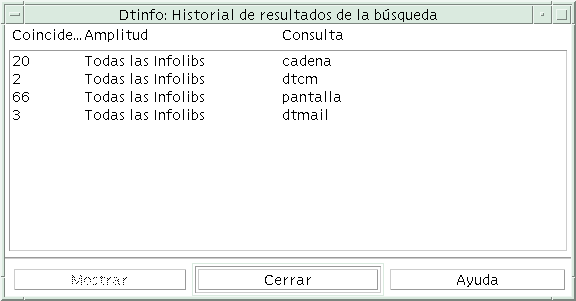 Dtinfo: Historial de resultados de la búsqueda
Coincide... Amplitud Consulta
20 Todas las Infolibs cadena
2 Todas las Infolibs dtcm
66 Todas las Infolibs pantalla
3 Todas las Infolibs dtmail
Mostrar Cerrar Ayuda